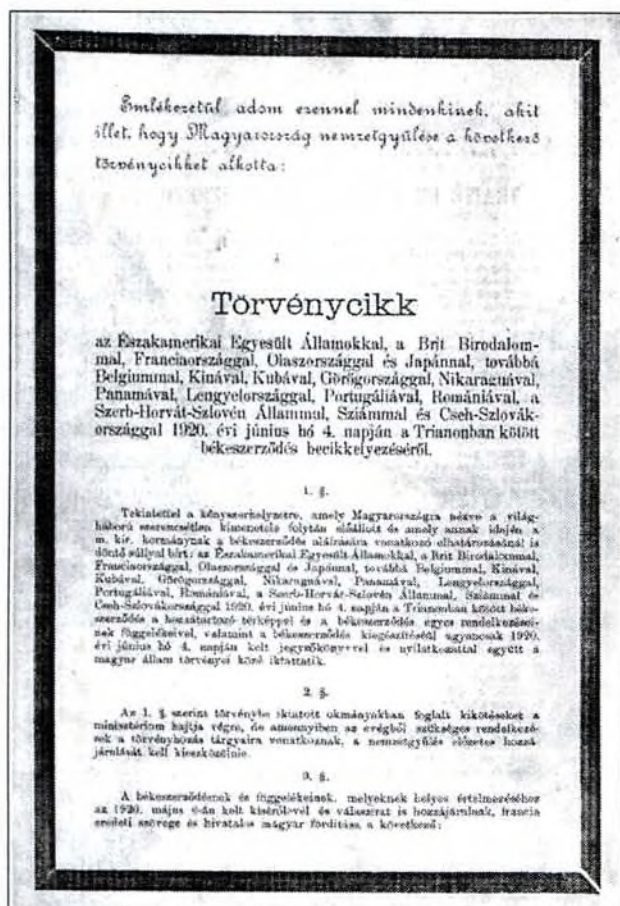 Emlékezetül adom ezennel mindenkinek, akit
illet, hogy Magyarország nemzetgyűlése a következő
törvénycikket alkotta:
Törvénycikk
az Északamerikai Egyesült Államokkal, a Brit Birodalom-
mal, Franciaországgal, Olaszországgal és Japánnal, továbbá
Belgiummal, Kinával, Kubával, Görögországgal, Nikaraguával,
Panamával, Lengyelországgal, Portugáliával, Romániával, a
Szerb-Horvát-Szlovén Állammal, Sziámmal és Cseh-Szlovák-
országgal 1920. évi június hó 4. napján a Trianonban kötött
békeszerződés becikkelyezéséről.
1. §.
Tekintettel a kényszerhelyzetre, amely Magyarországra nézve a világ-
háború szerencsétlen kimenetele folytán előállott és amely annak idején a
m. kir. kormánynak a békeszerződés aláírására vonatkozó elhatározásánál is
döntő súllyal bírt: az Északamerikai Egyesült Államokkal, a Brit Birodalommal,
Franciaországgal, Olaszországgal és Japánnal, továbbá Belgiummal, Kinával,
Kubával, Görögországgal, Nikaraguával, Panamával, Lengyelországgal,
Portugáliával, Romániával, a Szerb-Horvát-Szlovén Állammal, Sziámmal és
Cseh-Szlovákországgal 1920. évi június hó 4. napján a Trianonban kötött béke-
szerződés a hozzátartozó térképpel és a békeszerződés egyes rendelkezései-
nek függelékeivel, valamint a békeszerződés kiegészítéséül ugyancsak 1920.
évi június hó 4. napján kelt jegyzőkönyvvel és nyilatkozattal együtt a
magyar állam törvényei közé iktattatik.
2. §.
Az 1. §. szerint törvénybe iktatott okmányokban foglalt kikötéseket a
minisztérium hajtja végre, de amennyiben az evégből szükséges rendelkezé-
sek a törvényhozás tárgyaira vonatkoznak, a nemzetgyűlés előzetes hozzá-
járulását kell kieszközölnie.
3. §.
A békeszerződésnek és függelékeinek, melyeknek helyes értelmezéséhez
az 1920. május 6-án kelt kísérőlevél és válaszirat is hozzájárulnak, francia
eredeti szövege és hivatalos magyar fordítása a következő: